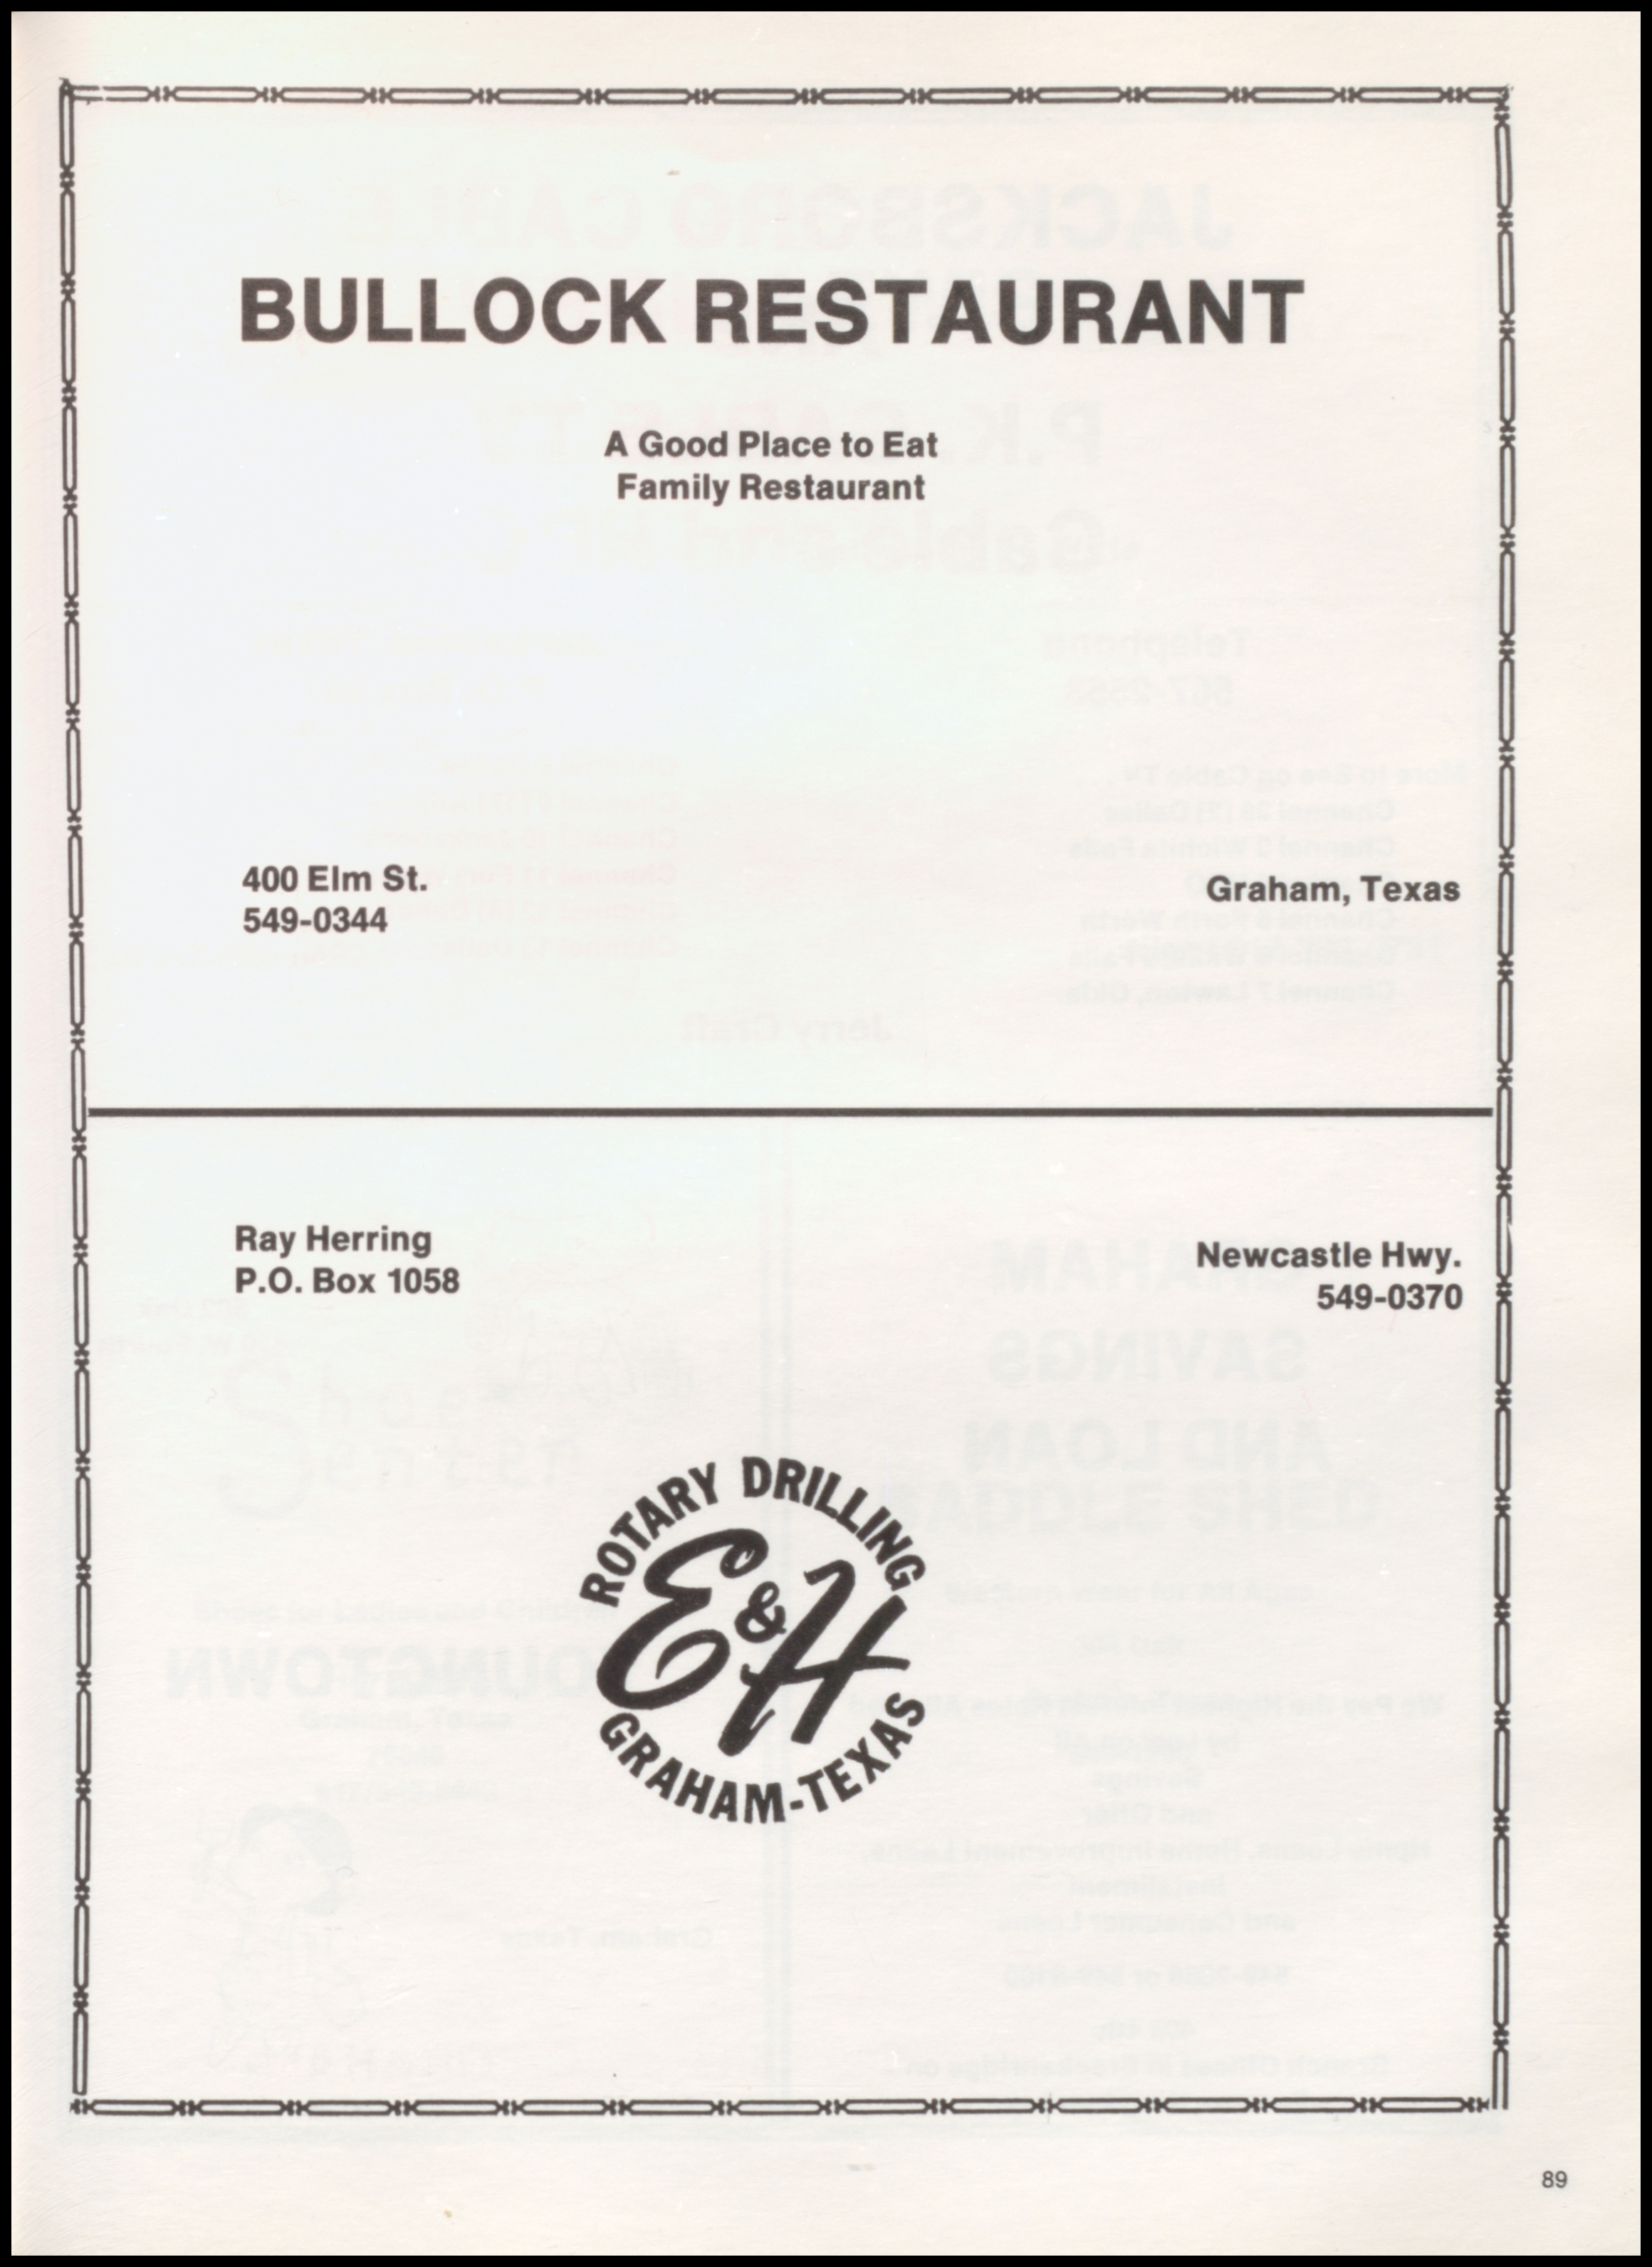 BULLOCK RESTAURANT
A Good Place to Eat
Family Restaurant
400 Elm St.
549-0344
Graham, Texas
Ray Herring
P.O. Box 1058
Newcastle Hwy.
549-0370
ROTARY DRILLING
E&H
GRAHAM-TEXAS
89